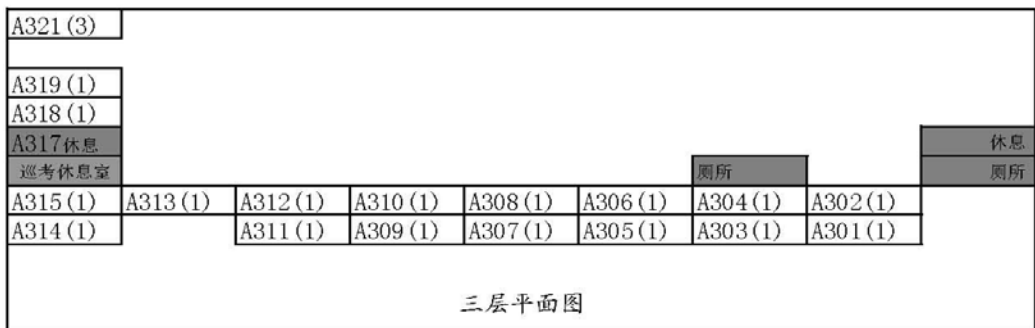 A321(3)
A319(1)
A318(1)
A317休息 休息
巡考休息室 厕所 厕所
A315(1) A313(1) A312(1) A310(1) A308(1) A306(1) A304(1) A302(1)
A314(1) A311(1) A309(1) A307(1) A305(1) A303(1) A301(1)
三层平面图